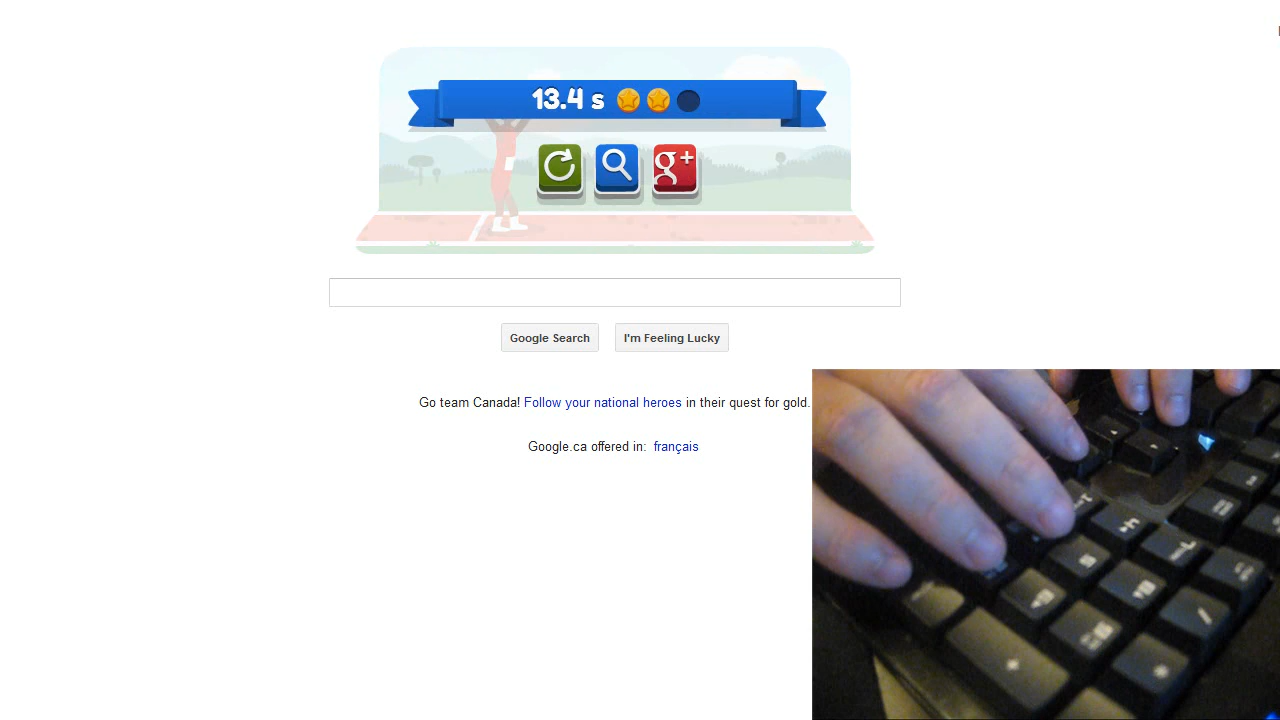 13.4 s
g+
Google Search
I'm Feeling Lucky
Go team Canada! Follow your national heroes in their quest for gold.
Google.ca offered in: français